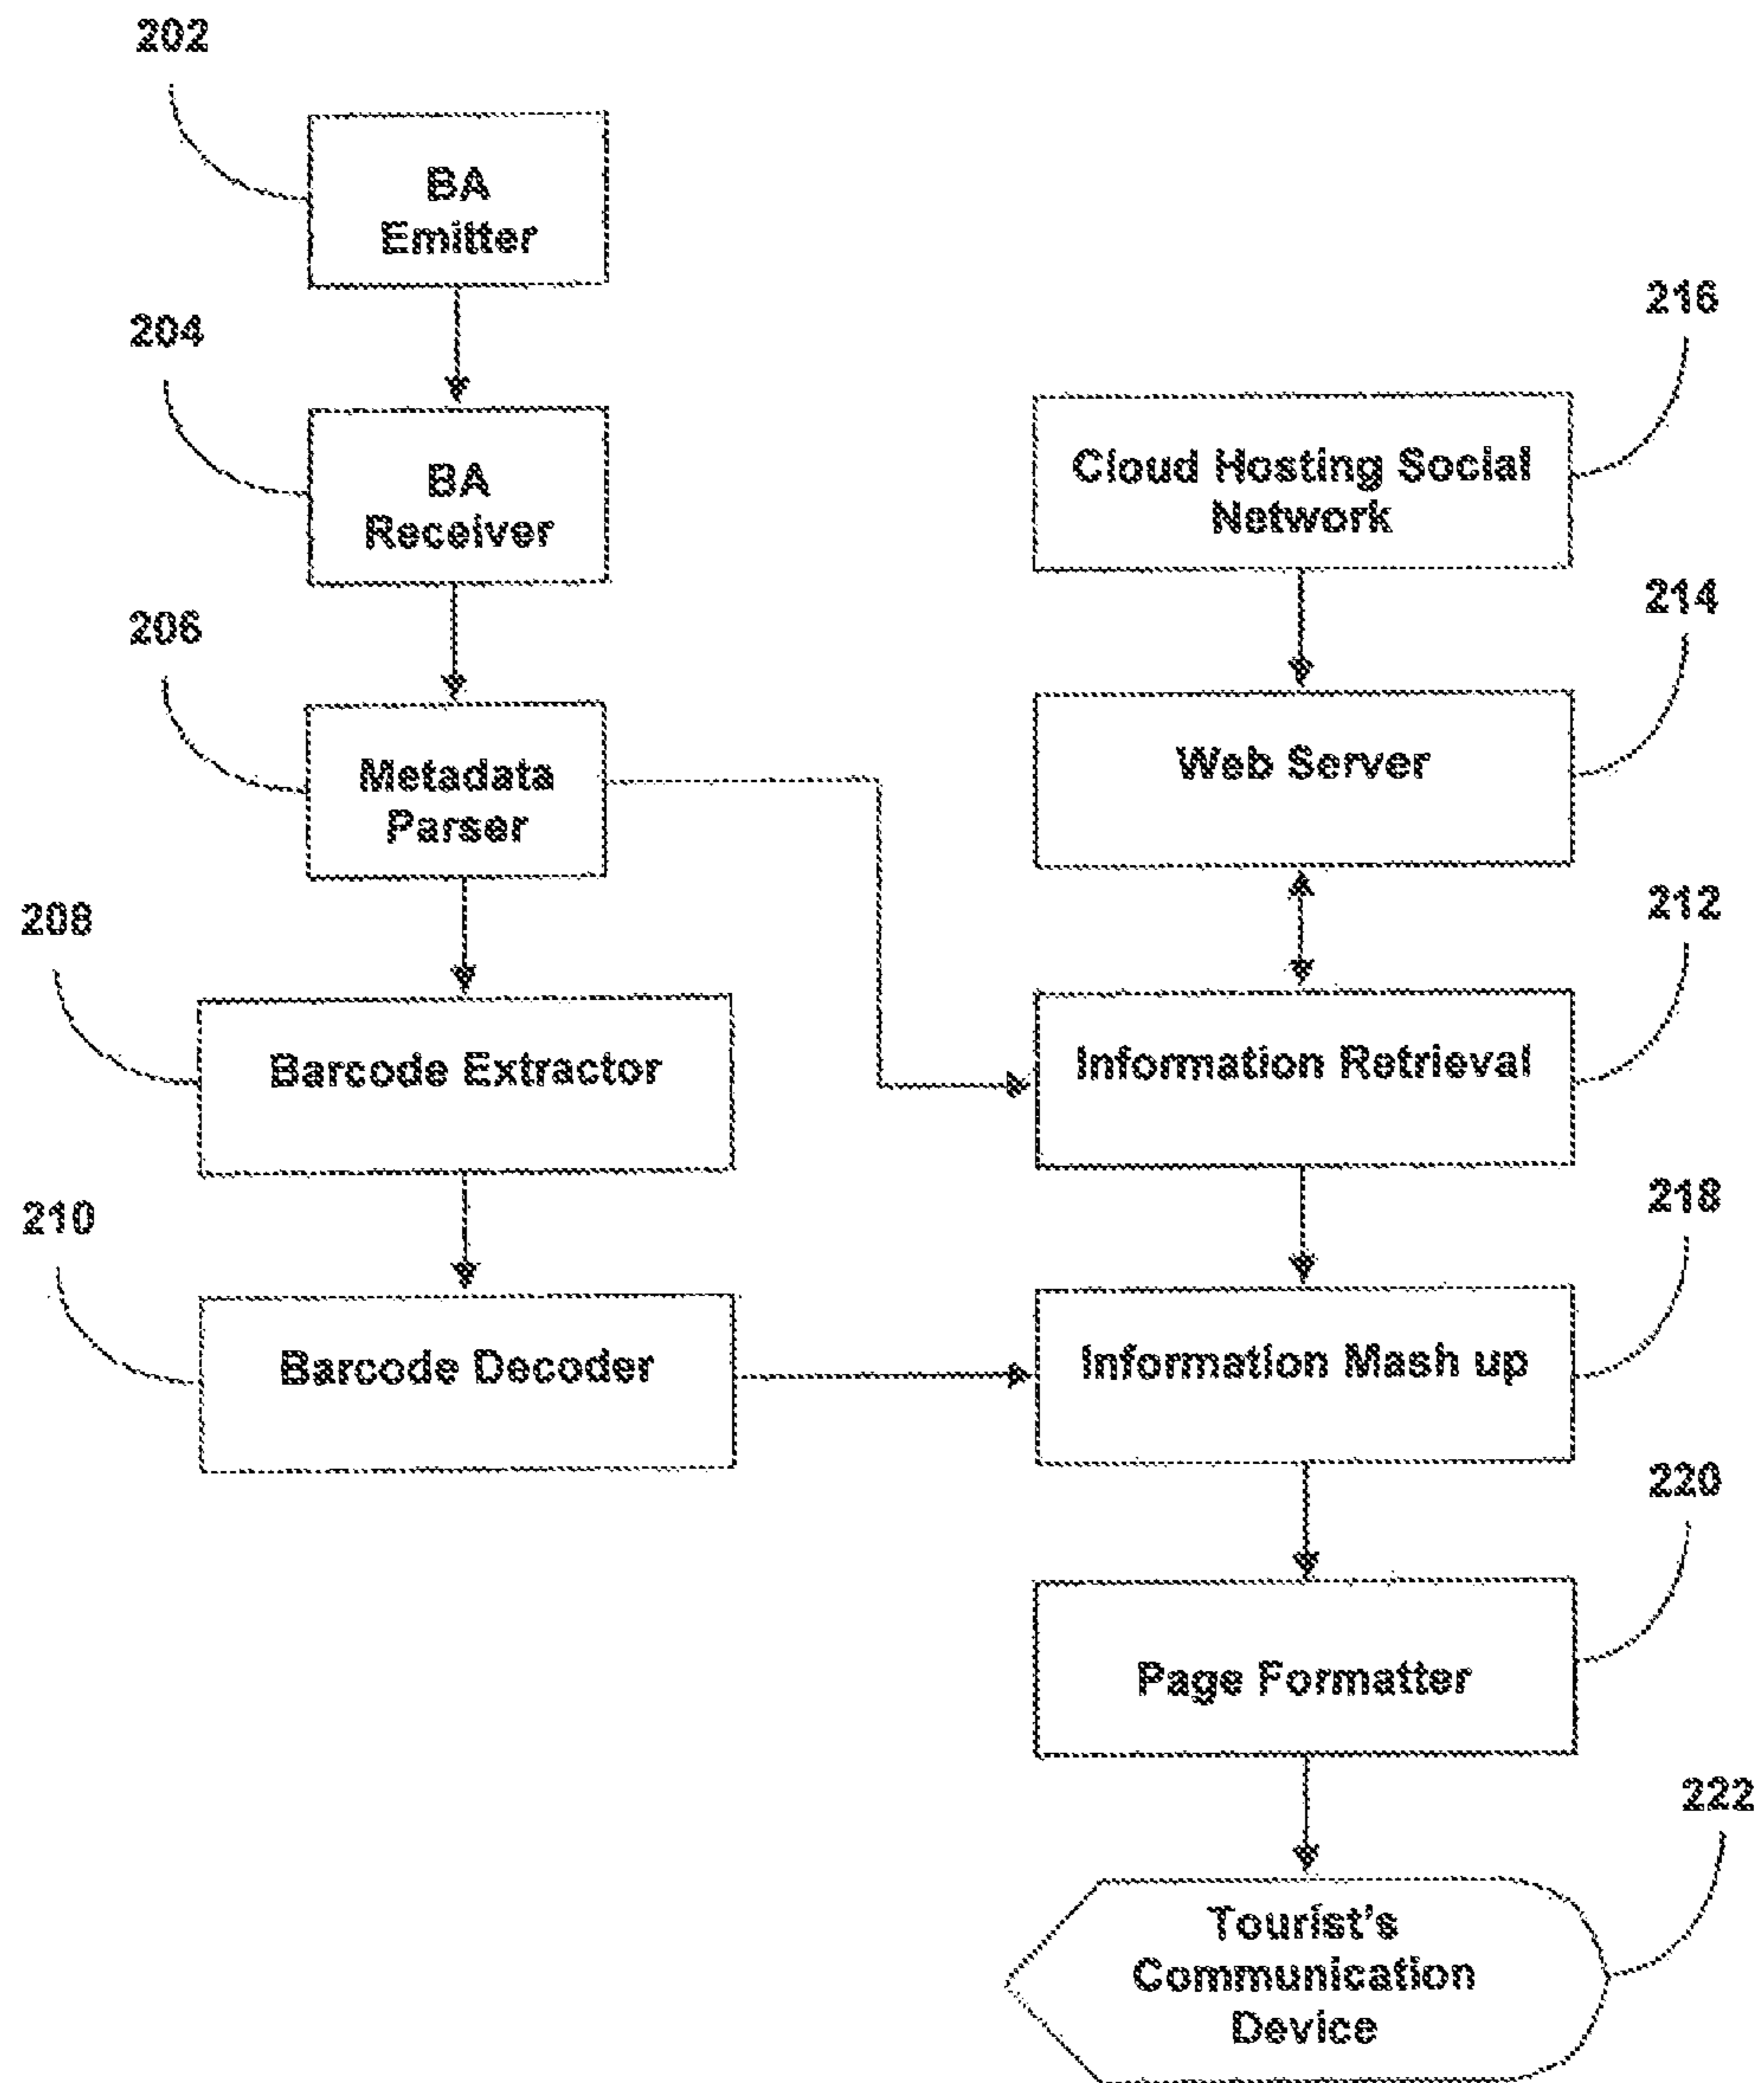 202
BA
Emitter
204
BA
Receiver
206
Metadata
Parser
208
Barcode Extractor
210
Barcode Decoder
216
Cloud Hosting Social
Network
214
Web Server
212
Information Retrieval
218
Information Mash up
220
Page Formatter
222
Tourist's
Communication
Device